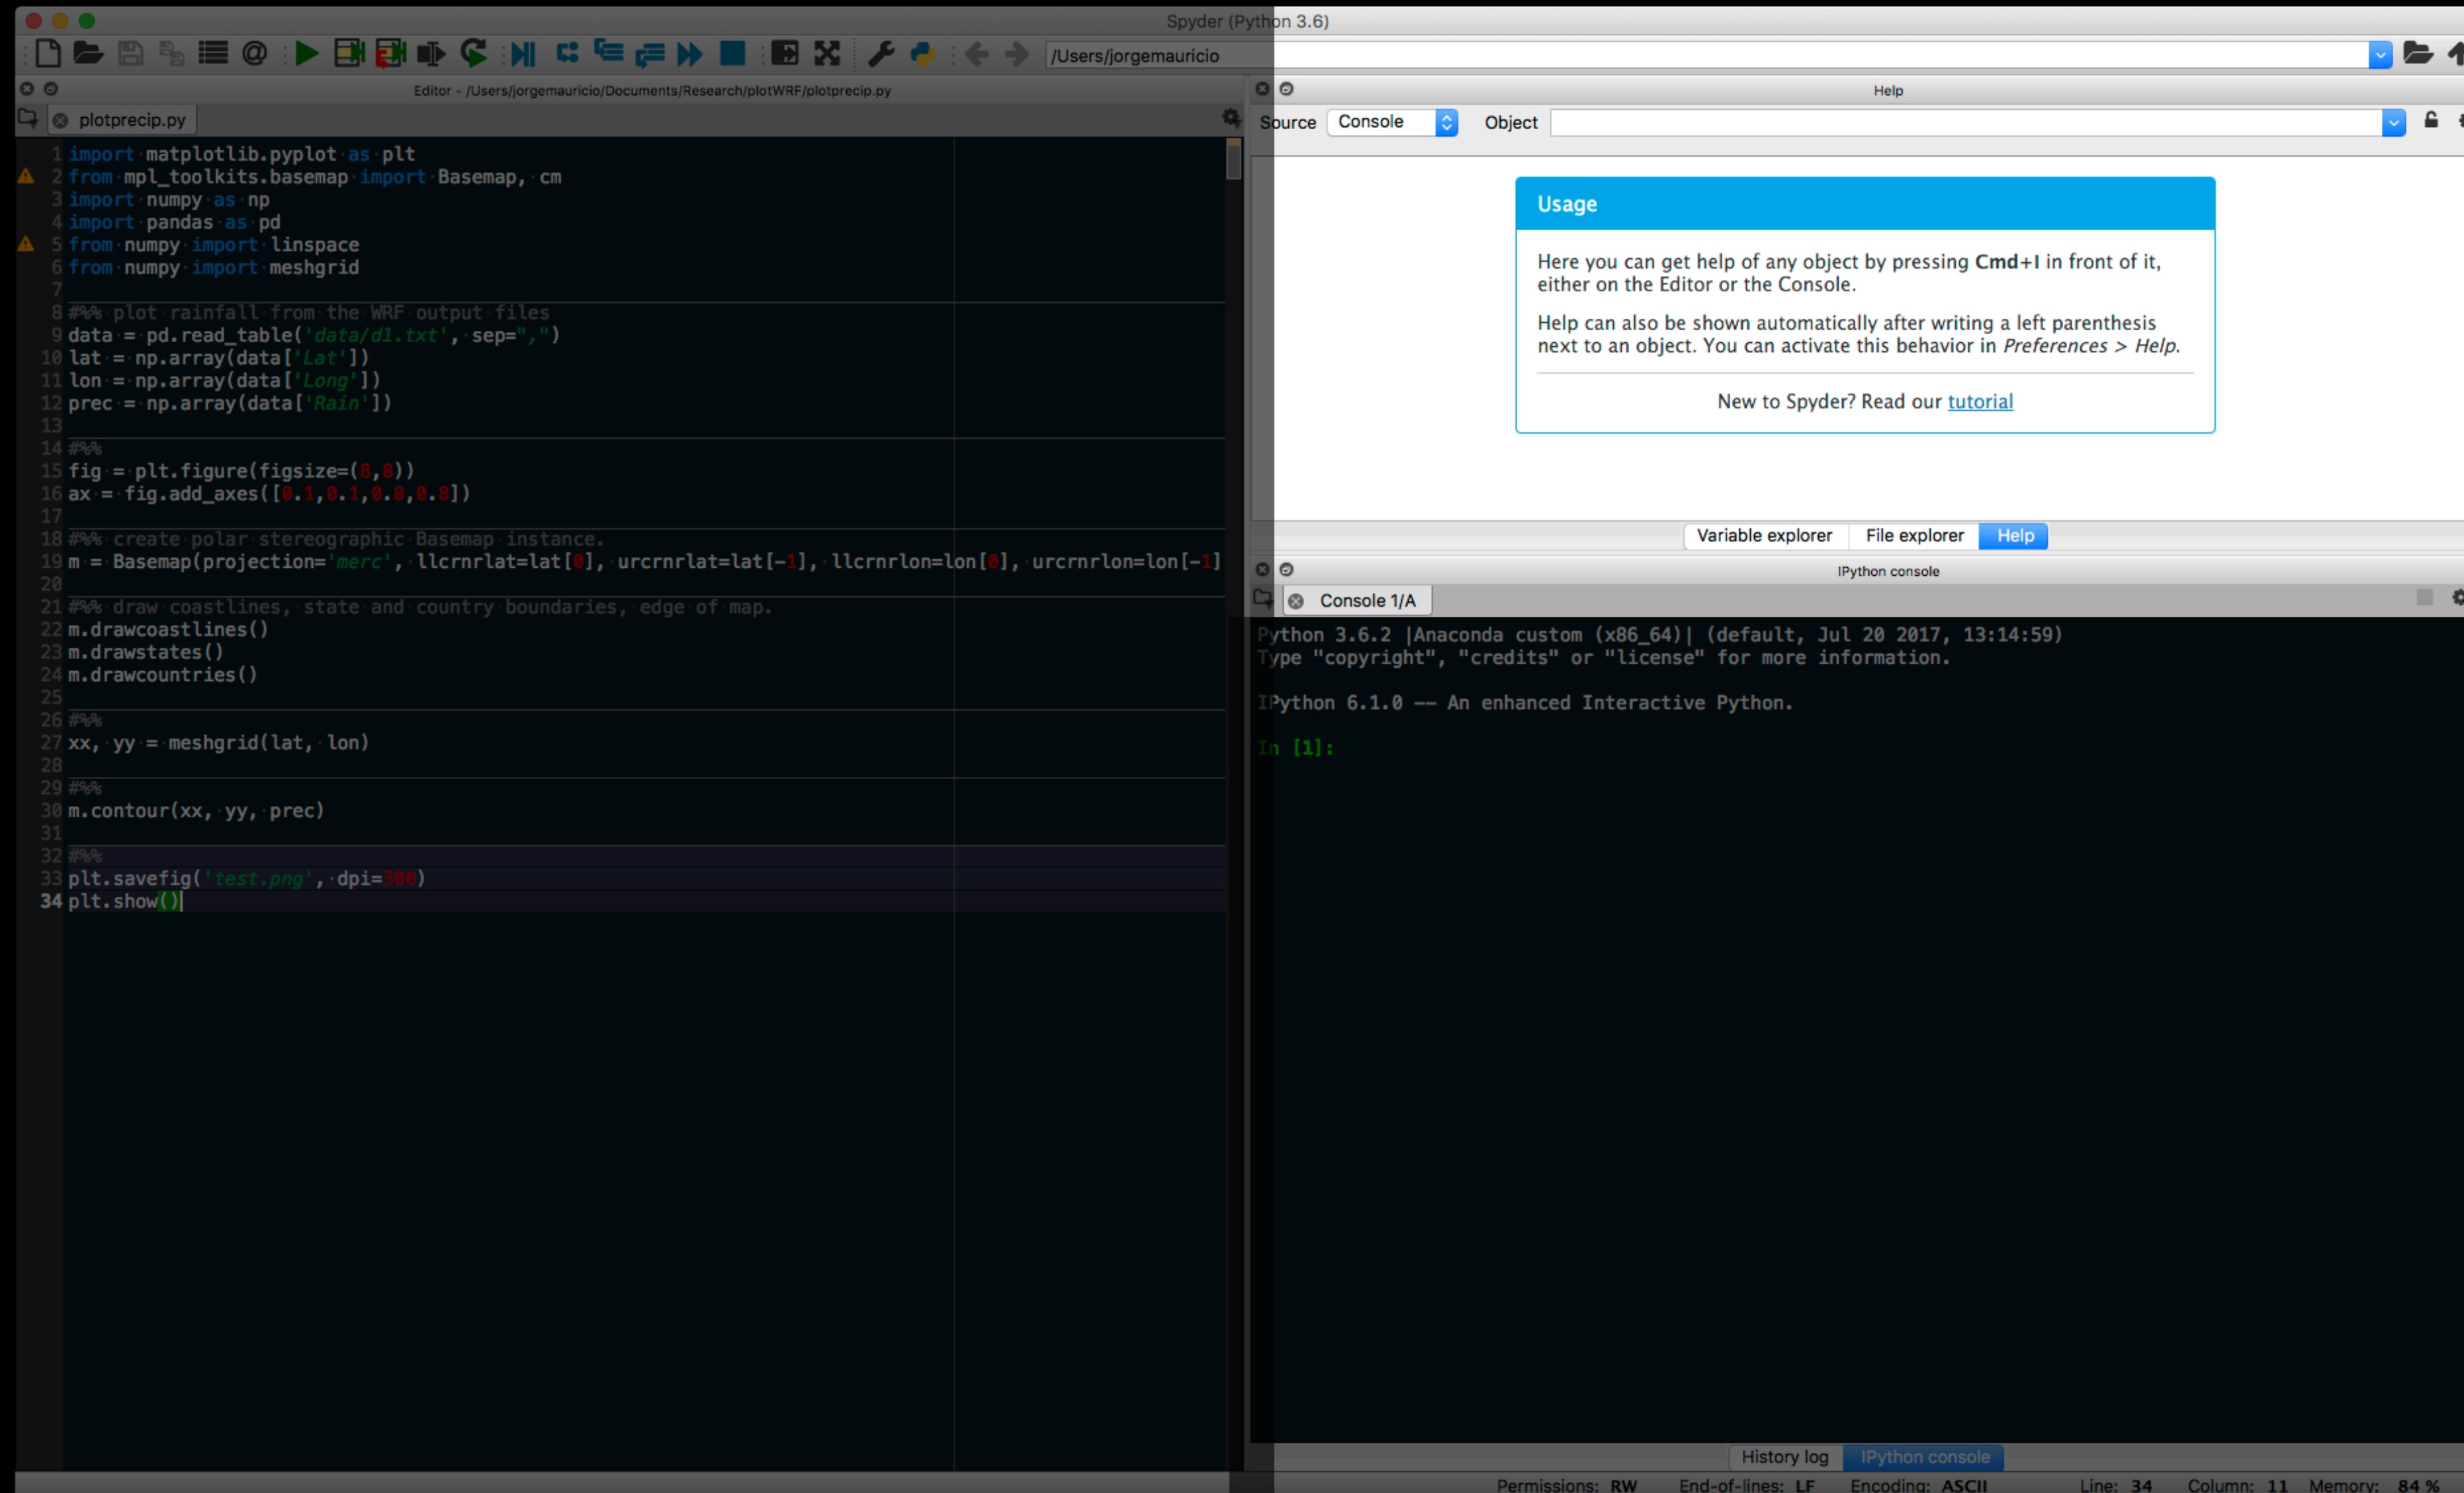 Spyder (Python 3.6)
/Users/jorgemauricio
Editor - /Users/jorgemauricio/Documents/Research/plotWRF/plotprecip.py
plotprecip.py
1 import matplotlib.pyplot as plt
2 from mpl_toolkits.basemap import Basemap, cm
3 import numpy as np
4 import pandas as pd
5 from numpy import linspace
6 from numpy import meshgrid
7
8 #%% plot rainfall from the WRF output files
9 data = pd.read_table('data/d1.txt', sep=",")
10 lat = np.array(data['Lat'])
11 lon = np.array(data['Long'])
12 prec = np.array(data['Rain'])
13
14 #%%
15 fig = plt.figure(figsize=(8,8))
16 ax = fig.add_axes([0.1,0.1,0.8,0.8])
17
18 #%% create polar stereographic Basemap instance.
19 m = Basemap(projection='merc', llcrnrlat=lat[0], urcrnrlat=lat[-1], llcrnrlon=lon[0], urcrnrlon=lon[-1]
20
21 #%% draw coastlines, state and country boundaries, edge of map.
22 m.drawcoastlines()
23 m.drawstates()
24 m.drawcountries()
25
26 #%%
27 xx, yy = meshgrid(lat, lon)
28
29 #%%
30 m.contour(xx, yy, prec)
31
32 #%%
33 plt.savefig('test.png', dpi=300)
34 plt.show()
Help
Source Console Object
Usage
Here you can get help of any object by pressing Cmd+I in front of it,
either on the Editor or the Console.
Help can also be shown automatically after writing a left parenthesis
next to an object. You can activate this behavior in Preferences > Help.
New to Spyder? Read our tutorial
Variable explorer File explorer Help
IPython console
Console 1/A
Python 3.6.2 |Anaconda custom (x86_64)| (default, Jul 20 2017, 13:14:59)
Type "copyright", "credits" or "license" for more information.
IPython 6.1.0 -- An enhanced Interactive Python.
In [1]:
History log IPython console
Permissions: RW End-of-lines: LF Encoding: ASCII Line: 34 Column: 11 Memory: 84 %